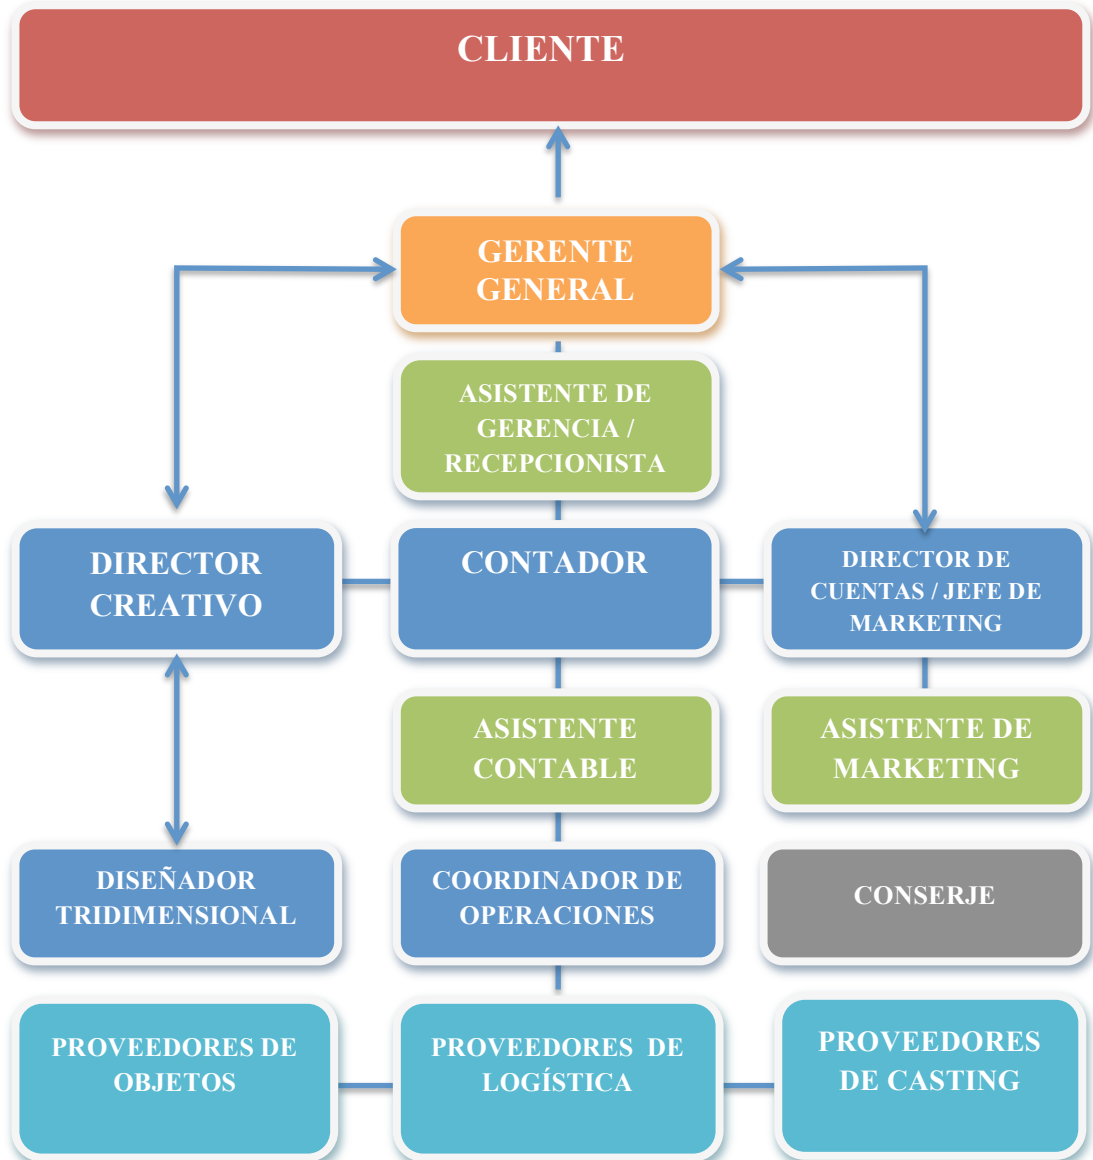 CLIENTE
GERENTE
GENERAL
ASISTENTE DE
GERENCIA /
RECEPCIONISTA
DIRECTOR
CREATIVO
CONTADOR
DIRECTOR DE
CUENTAS / JEFE DE
MARKETING
ASISTENTE
CONTABLE
ASISTENTE DE
MARKETING
DISEÑADOR
TRIDIMENSIONAL
COORDINADOR DE
OPERACIONES
CONSERJE
PROVEEDORES DE
OBJETOS
PROVEEDORES DE
LOGÍSTICA
PROVEEDORES
DE CASTING